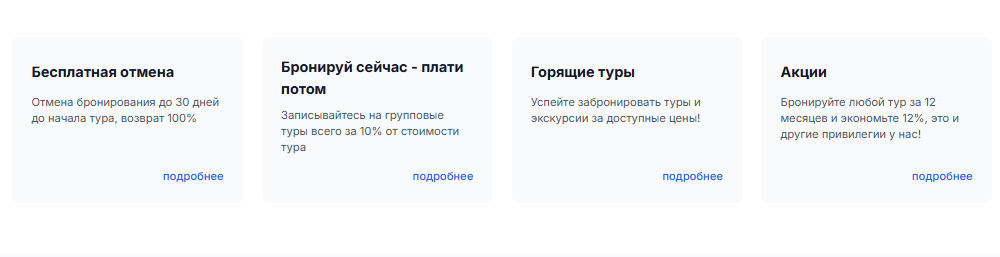 Бесплатная отмена
Отмена бронирования до 30 дней
до начала тура, возврат 100%
подробнее
Бронируй сейчас - плати
потом
Записывайтесь на групповые
туры всего за 10% от стоимости
тура
подробнее
Горящие туры
Успейте забронировать туры и
экскурсии за доступные цены!
подробнее
Акции
Бронируйте любой тур за 12
месяцев и экономьте 12%, это и
другие привилегии у нас!
подробнее